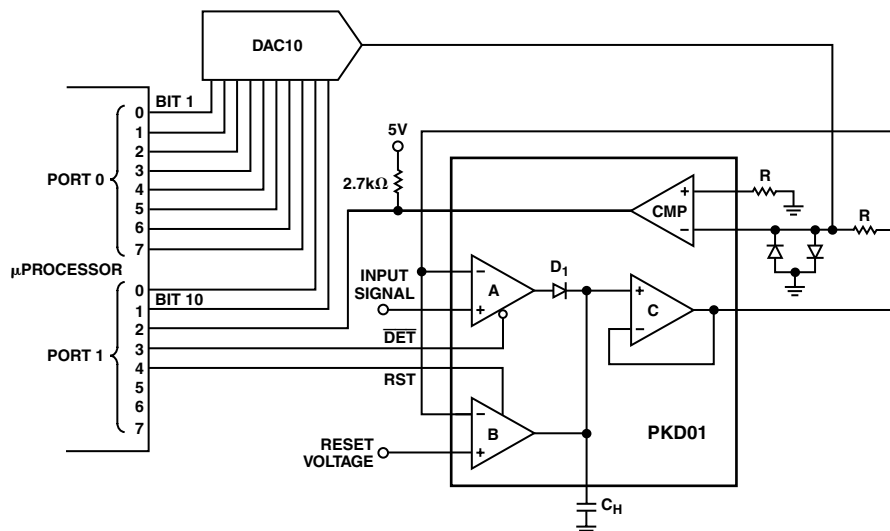 DAC10
BIT 1
0
1
2
3
4
5
6
7
PORT 0
µPROCESSOR
0
BIT 10
1
2
3
4
5
6
7
PORT 1
5V
2.7kΩ
INPUT
SIGNAL
DET
RST
RESET
VOLTAGE
A
−
+
B
−
+
D1
C
+
−
CMP
+
−
R
R
PKD01
CH